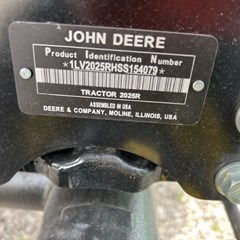 JOHN DEERE
Product Identification Number
*1LV2025RHSS154079*
TRACTOR 2025R
ASSEMBLED IN USA
DEERE & COMPANY, MOLINE, ILLINOIS, USA